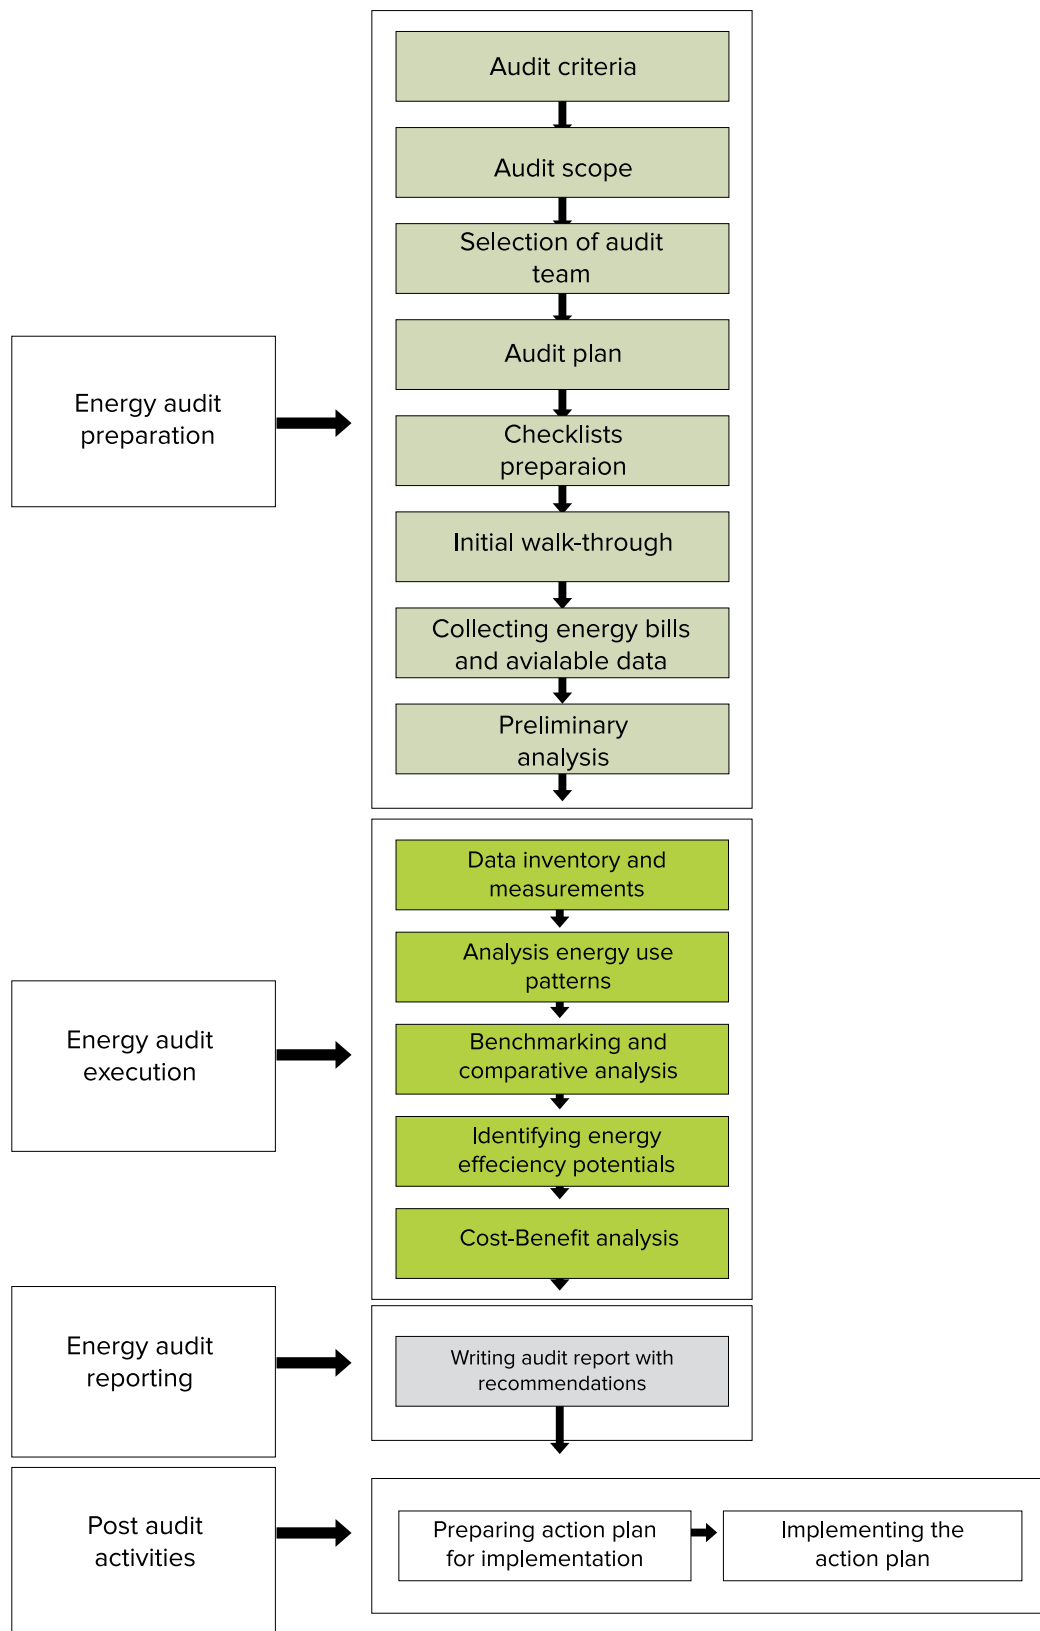 Audit criteria
Audit scope
Selection of audit
team
Audit plan
Energy audit
preparation
Checklists
preparaion
Initial walk-through
Collecting energy bills
and avialable data
Preliminary
analysis
Data inventory and
measurements
Analysis energy use
patterns
Energy audit
execution
Benchmarking and
comparative analysis
Identifying energy
effeciency potentials
Cost-Benefit analysis
Energy audit
reporting
Writing audit report with
recommendations
Post audit
activities
Preparing action plan
for implementation
Implementing the
action plan